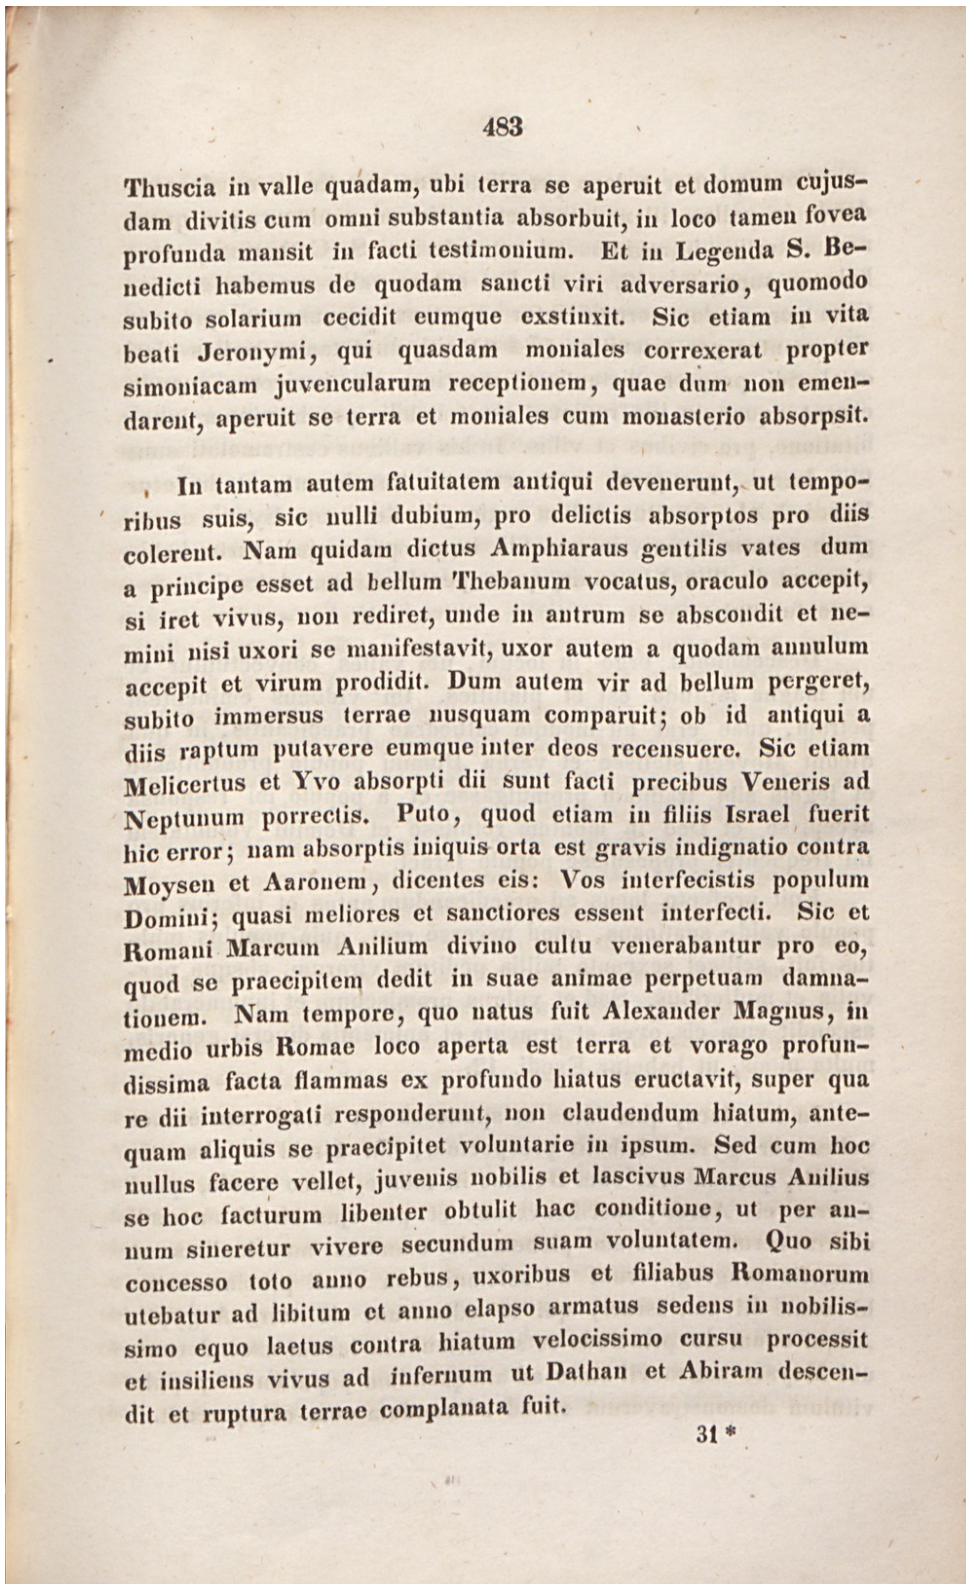 483
Thuscia in valle quadam, ubi terra se aperuit et domum cujus-
dam divitis cum omni substantia absorbuit, in loco tamen fovea
profunda mansit in facti testimonium. Et in Legenda S. Be-
nedicti habemus de quodam sancti viri adversario, quomodo
subito solarium cecidit eumque exstinxit. Sic etiam in vita
beati Jeronymi, qui quasdam moniales correxerat propter
simoniacam juvencularum receptionem, quae dum non emen-
darent, aperuit se terra et moniales cum monasterio absorpsit.
In tantam autem fatuitatem antiqui devenerunt, ut tempo-
ribus suis, sic nulli dubium, pro delictis absorptos pro diis
colerent. Nam quidam dictus Amphiaraus gentilis vates dum
a principe esset ad bellum Thebanum vocatus, oraculo accepit,
si iret vivus, non rediret, unde in antrum se abscondit et ne-
mini nisi uxori se manifestavit, uxor autem a quodam annulum
accepit et virum prodidit. Dum autem vir ad bellum pergeret,
subito immersus terrae nusquam comparuit; ob id antiqui a
diis raptum putavere eumque inter deos recensuere. Sic etiam
Melicertus et Yvo absorpti dii sunt facti precibus Veneris ad
Neptunum porrectis. Puto, quod etiam in filiis Israel fuerit
hic error; nam absorptis iniquis orta est gravis indignatio contra
Moysen et Aaronem, dicentes eis: Vos interfecistis populum
Domini; quasi meliores et sanctiores essent interfecti. Sic et
Romani Marcum Anilium divino cultu venerabantur pro eo,
quod se praecipitem dedit in suae animae perpetuam damna-
tionem. Nam tempore, quo natus fuit Alexander Magnus, in
medio urbis Romae loco aperta est terra et vorago profun-
dissima facta flammas ex profundo hiatus eructavit, super qua
re dii interrogati responderunt, non claudendum hiatum, ante-
quam aliquis se praecipitet voluntarie in ipsum. Sed cum hoc
nullus facere vellet, juvenis nobilis et lascivus Marcus Anilius
se hoc facturum libenter obtulit hac conditione, ut per an-
num sineretur vivere secundum suam voluntatem. Quo sibi
concesso toto anno rebus, uxoribus et filiabus Romanorum
utebatur ad libitum et anno elapso armatus sedens in nobilis-
simo equo laetus contra hiatum velocissimo cursu processit
et insiliens vivus ad infernum ut Dathan et Abiram descen-
dit et ruptura terrae complanata fuit.
31 *